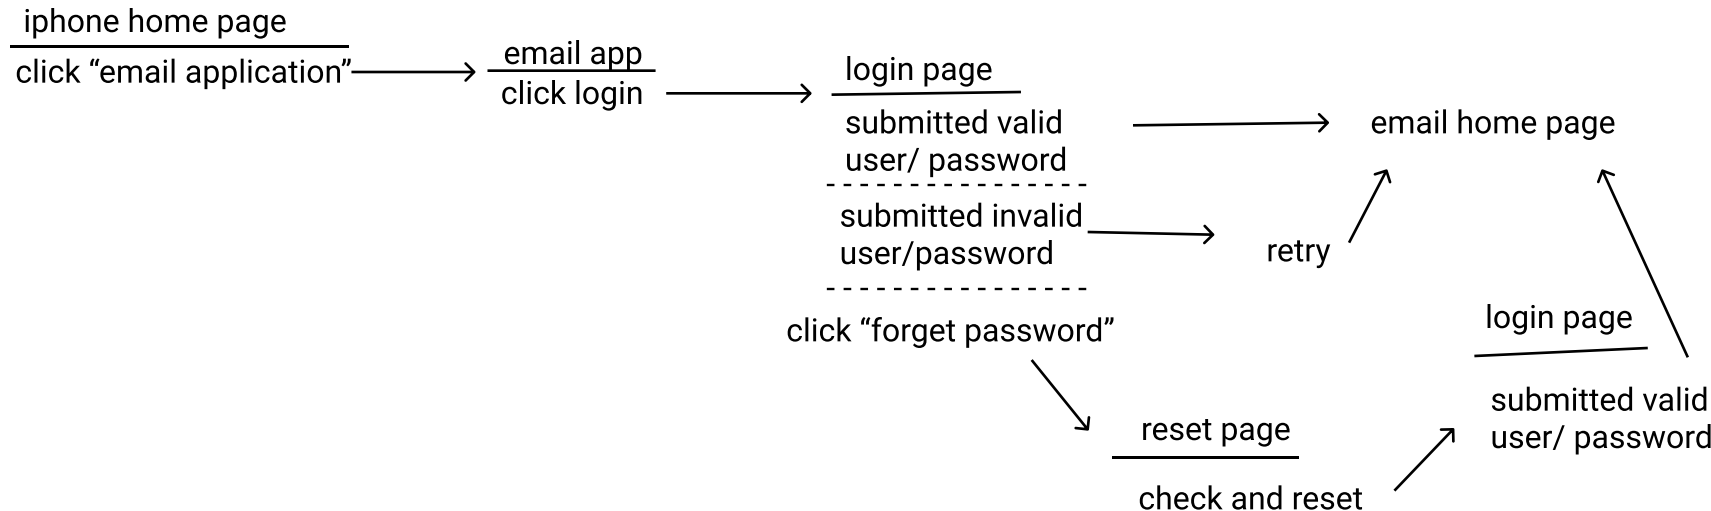 iphone home page
click “email application”
email app
click login
login page
submitted valid
user/ password
submitted invalid
user/password
click “forget password”
email home page
retry
reset page
check and reset
login page
submitted valid
user/ password